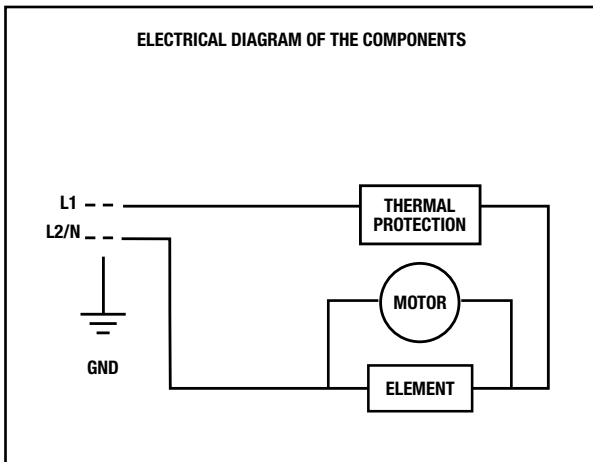 ELECTRICAL DIAGRAM OF THE COMPONENTS
L1
L2/N
THERMAL
PROTECTION
MOTOR
GND
ELEMENT